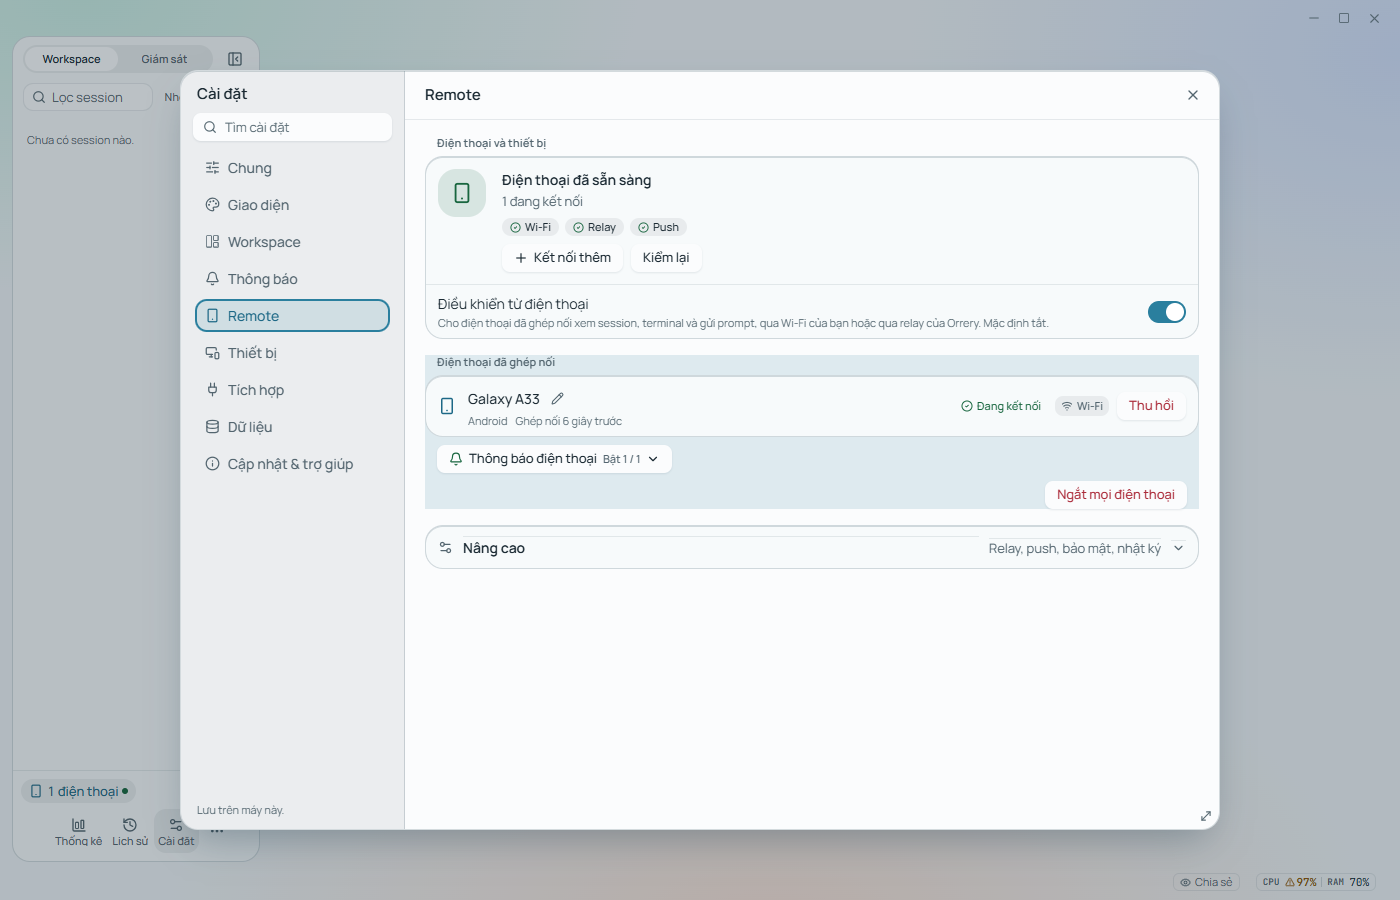 Workspace
Giám sát
Lọc session
Chưa có session nào.
1 điện thoại
Thống kê
Lịch sử
Cài đặt
Cài đặt
Tìm cài đặt
Chung
Giao diện
Workspace
Thông báo
Remote
Thiết bị
Tích hợp
Dữ liệu
Cập nhật & trợ giúp
Lưu trên máy này.
Remote
Điện thoại và thiết bị
Điện thoại đã sẵn sàng
1 đang kết nối
Wi-Fi
Relay
Push
Kết nối thêm
Kiểm lại
Điều khiển từ điện thoại
Cho điện thoại đã ghép nối xem session, terminal và gửi prompt, qua Wi-Fi của bạn hoặc qua relay của Orrery. Mặc định tắt.
Điện thoại đã ghép nối
Galaxy A33
Đang kết nối
Wi-Fi
Thu hồi
Android Ghép nối 6 giây trước
Thông báo điện thoại Bật 1 / 1
Ngắt mọi điện thoại
Nâng cao
Relay, push, bảo mật, nhật ký
Chia sẻ
CPU 97% RAM 70%